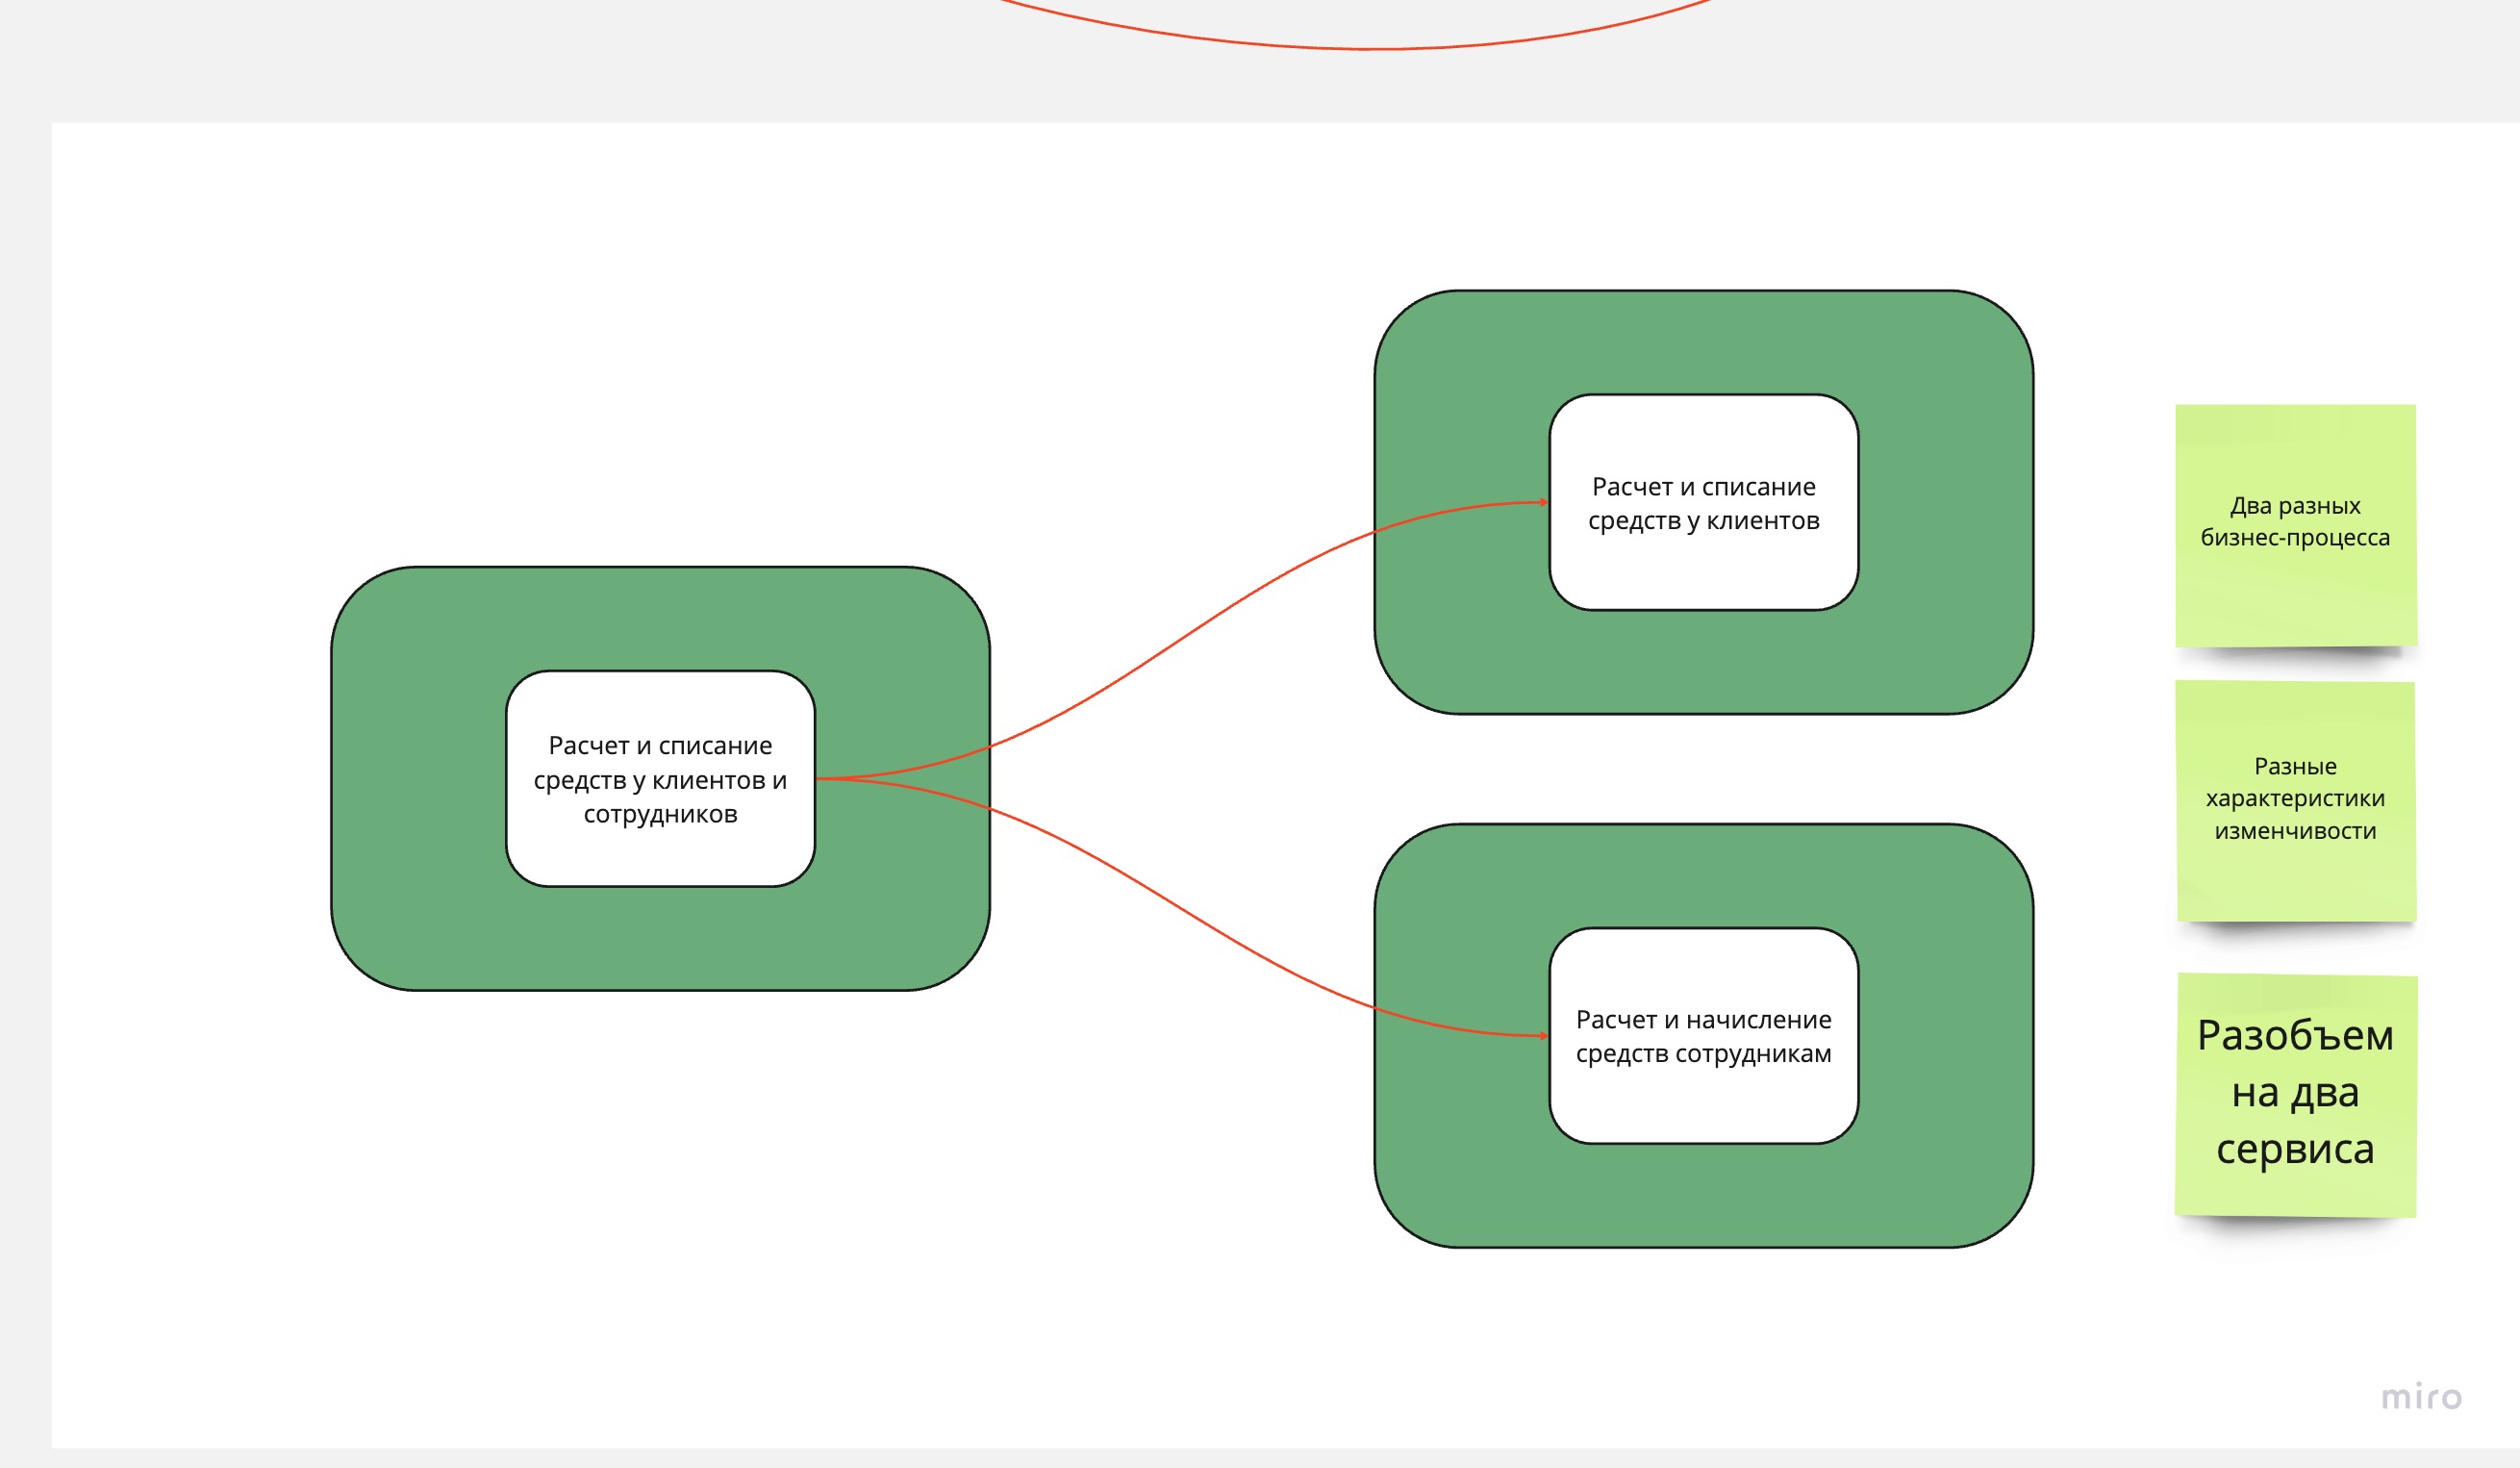 Расчет и списание
средств у клиентов и
сотрудников
Расчет и списание
средств у клиентов
Расчет и начисление
средств сотрудникам
Два разных
бизнес-процесса
Разные
характеристики
изменчивости
Разобъем
на два
сервиса
miro